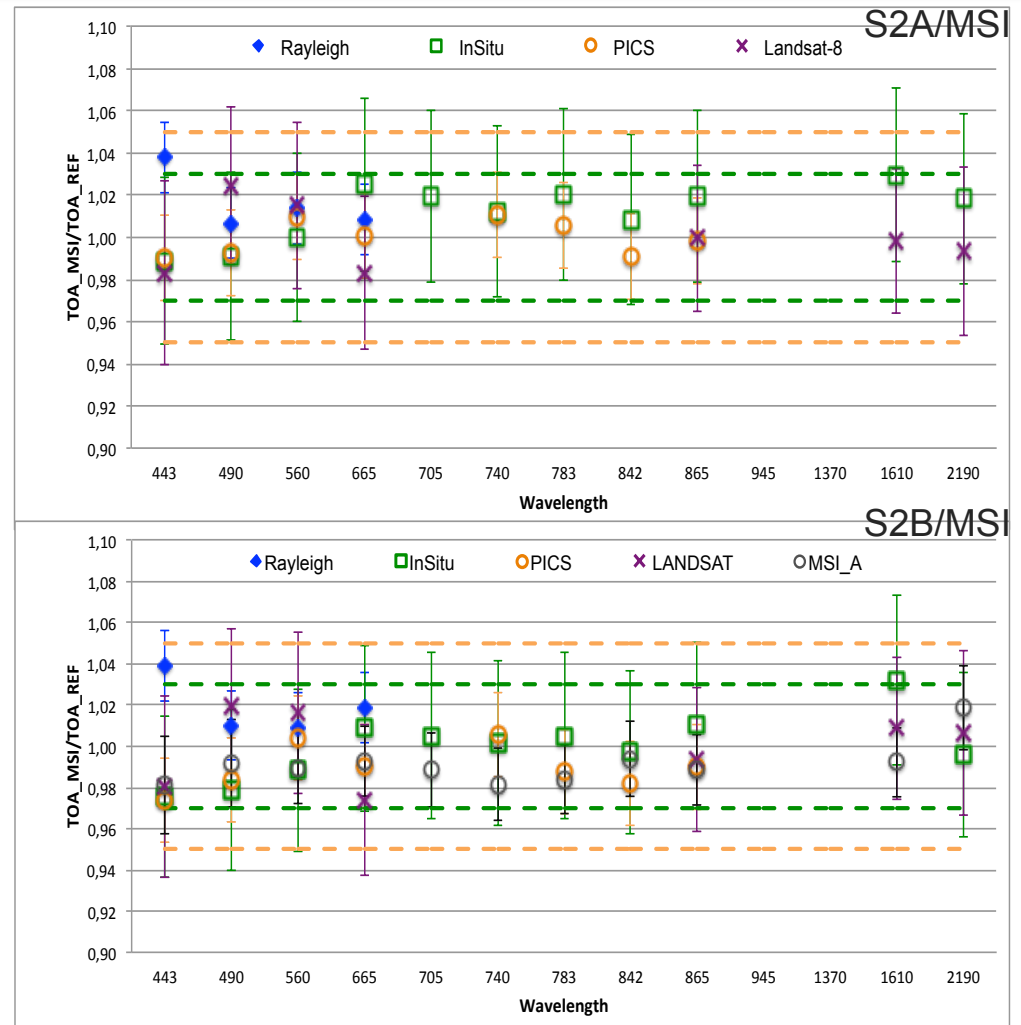 S2A/MSI
1,10
Rayleigh InSitu PICS Landsat-8
1,08
1,06
1,04
1,02
1,00
0,98
0,96
0,94
0,92
0,90
TOA_MSI/TOA_REF
443 490 560 665 705 740 783 842 865 945 1370 1610 2190
Wavelength
S2B/MSI
1,10
Rayleigh InSitu PICS LANDSAT MSI_A
1,08
1,06
1,04
1,02
1,00
0,98
0,96
0,94
0,92
0,90
TOA_MSI/TOA_REF
443 490 560 665 705 740 783 842 865 945 1370 1610 2190
Wavelength